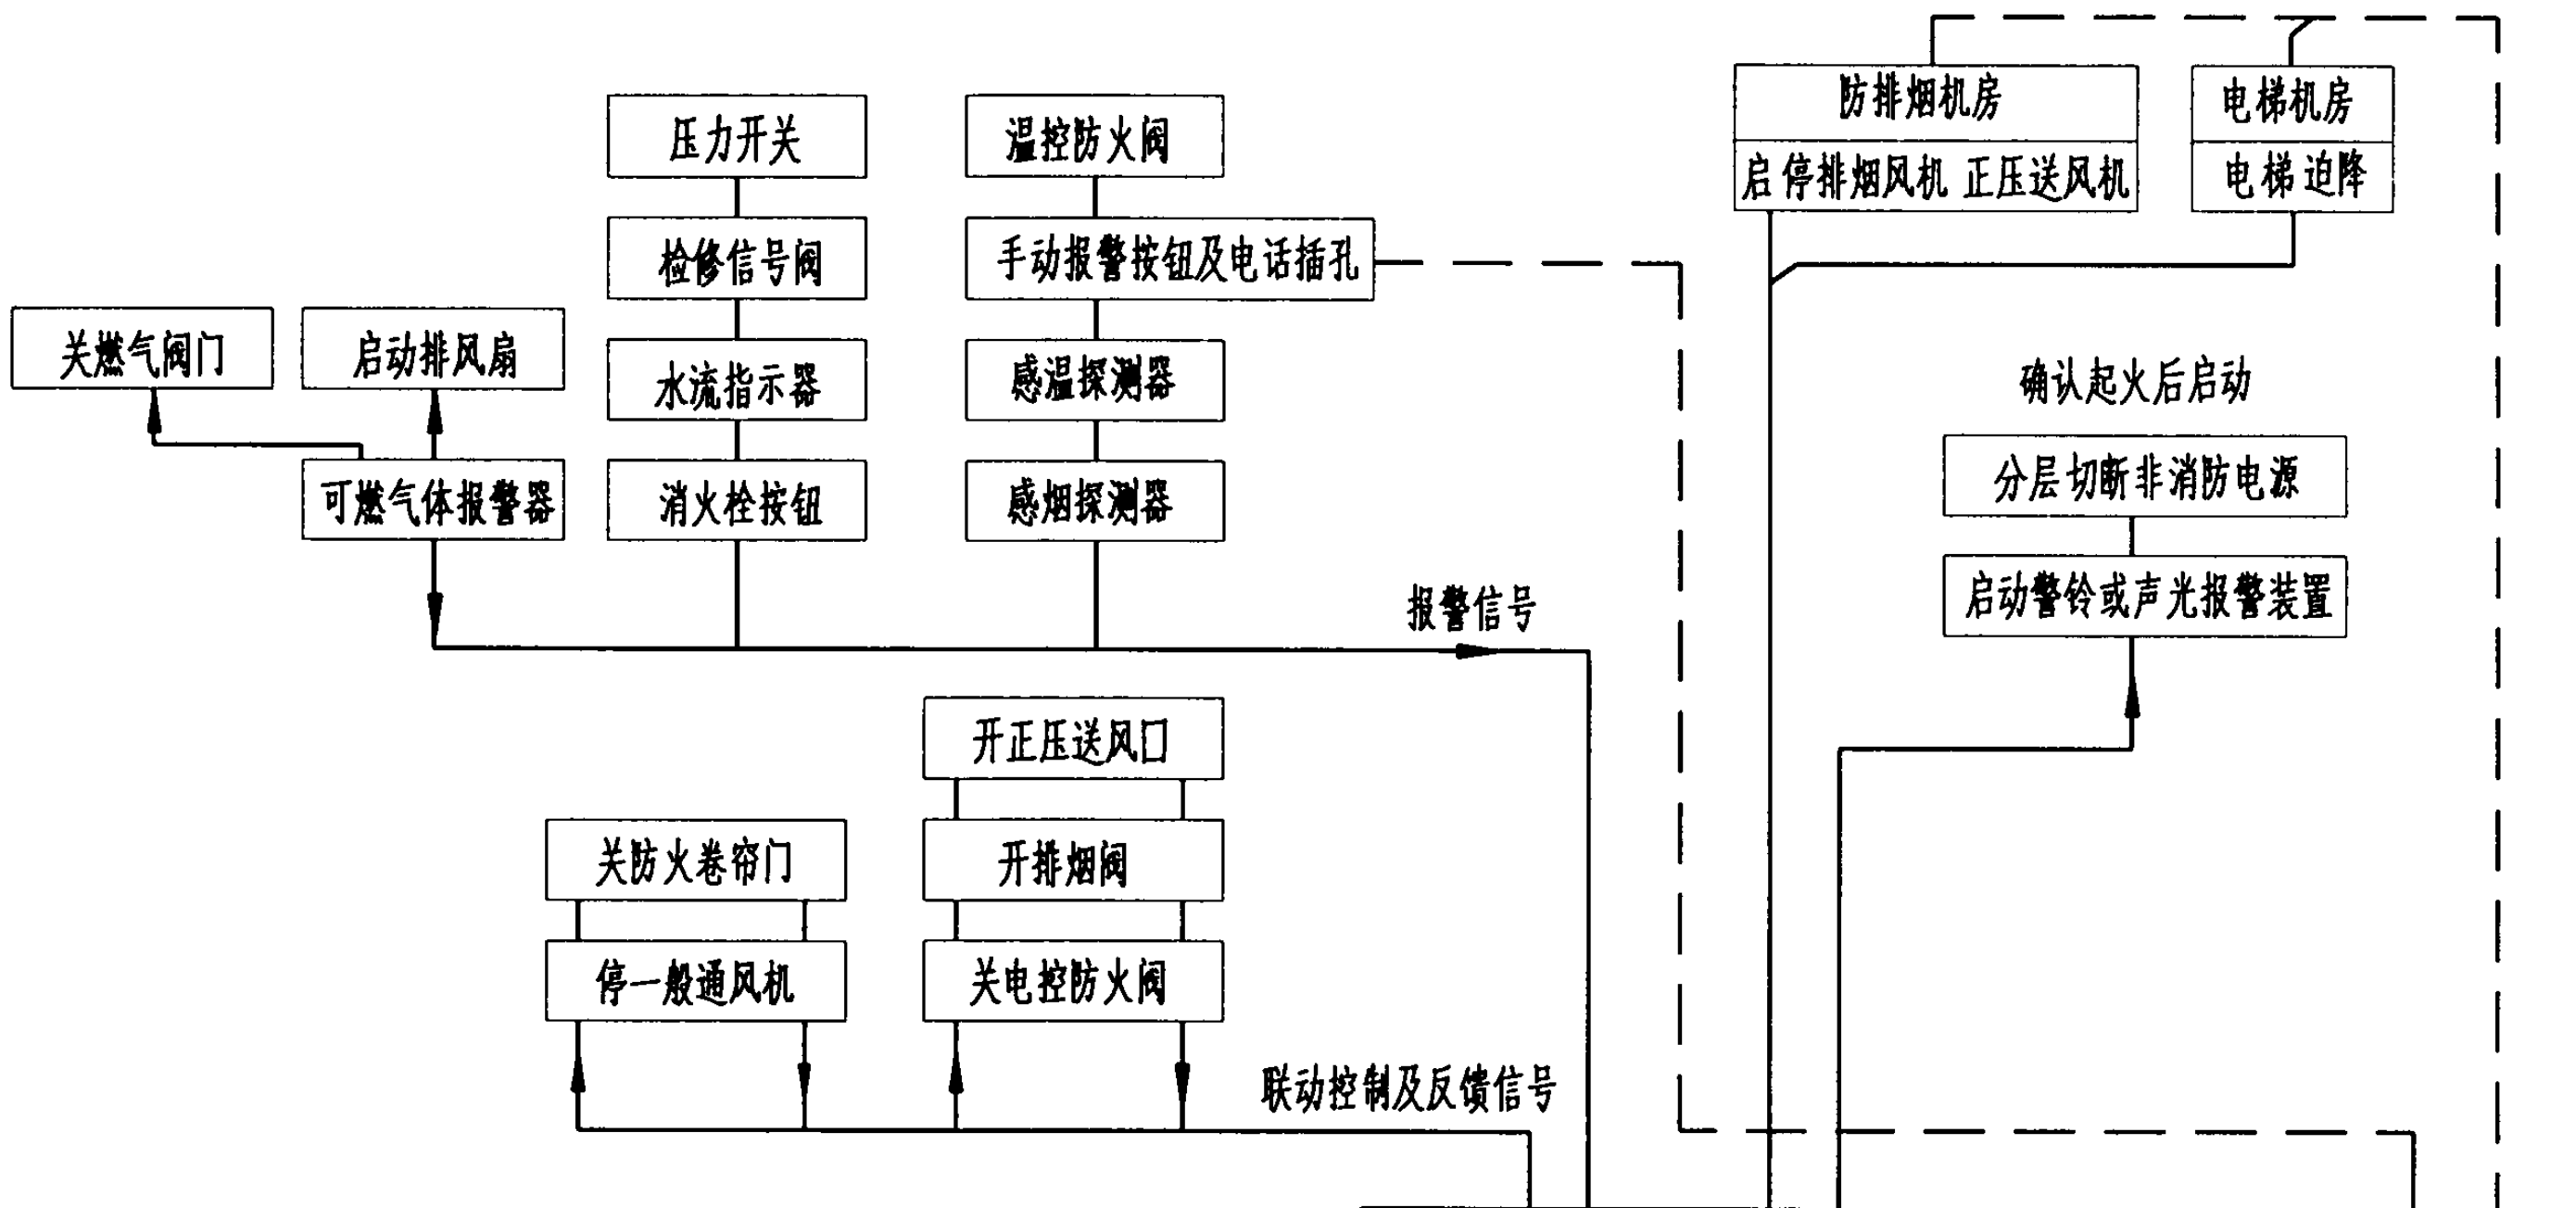 防排烟机房
启停排烟风机 正压送风机
电梯机房
电梯迫降
压力开关
检修信号阀
水流指示器
消火栓按钮
温控防火阀
手动报警按钮及电话插孔
感温探测器
感烟探测器
关燃气阀门
启动排风扇
可燃气体报警器
确认起火后启动
分层切断非消防电源
启动警铃或声光报警装置
报警信号
开正压送风口
开排烟阀
关电控防火阀
关防火卷帘门
停一般通风机
联动控制及反馈信号